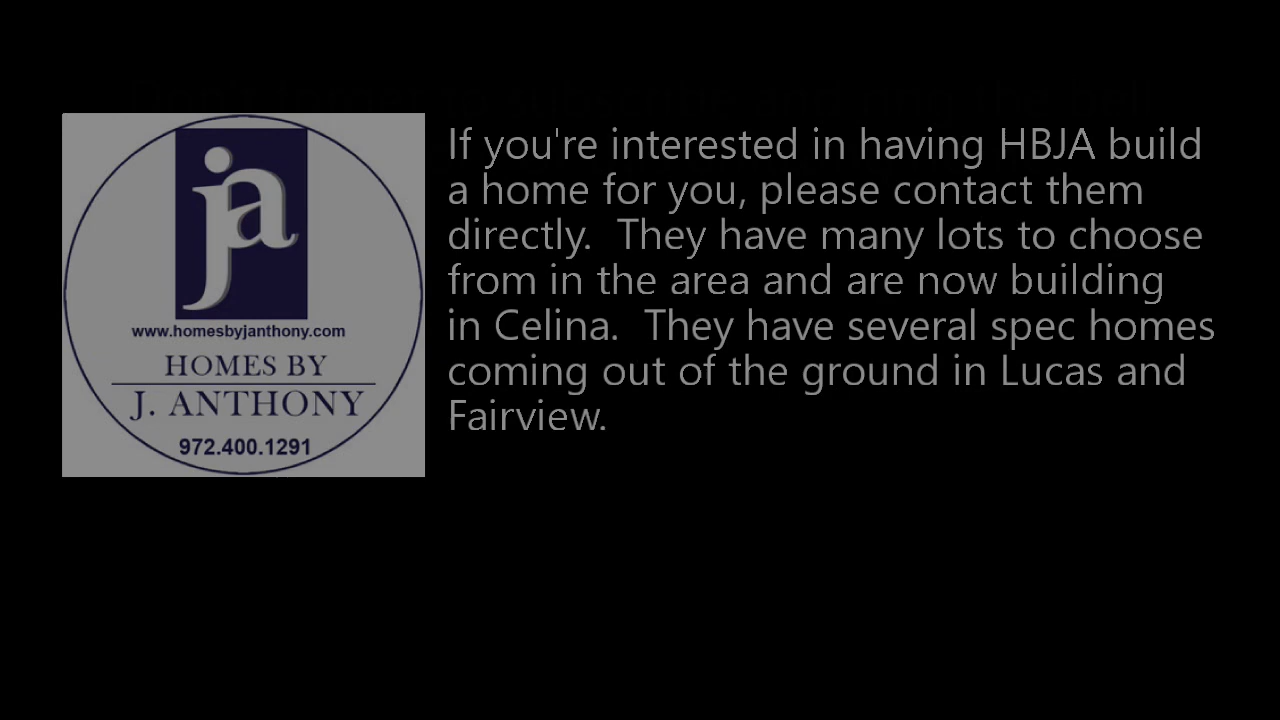 ja
www.homesbyjanthony.com
HOMES BY
J. ANTHONY
972.400.1291
If you're interested in having HBJA build
a home for you, please contact them
directly.  They have many lots to choose
from in the area and are now building
in Celina.  They have several spec homes
coming out of the ground in Lucas and
Fairview.